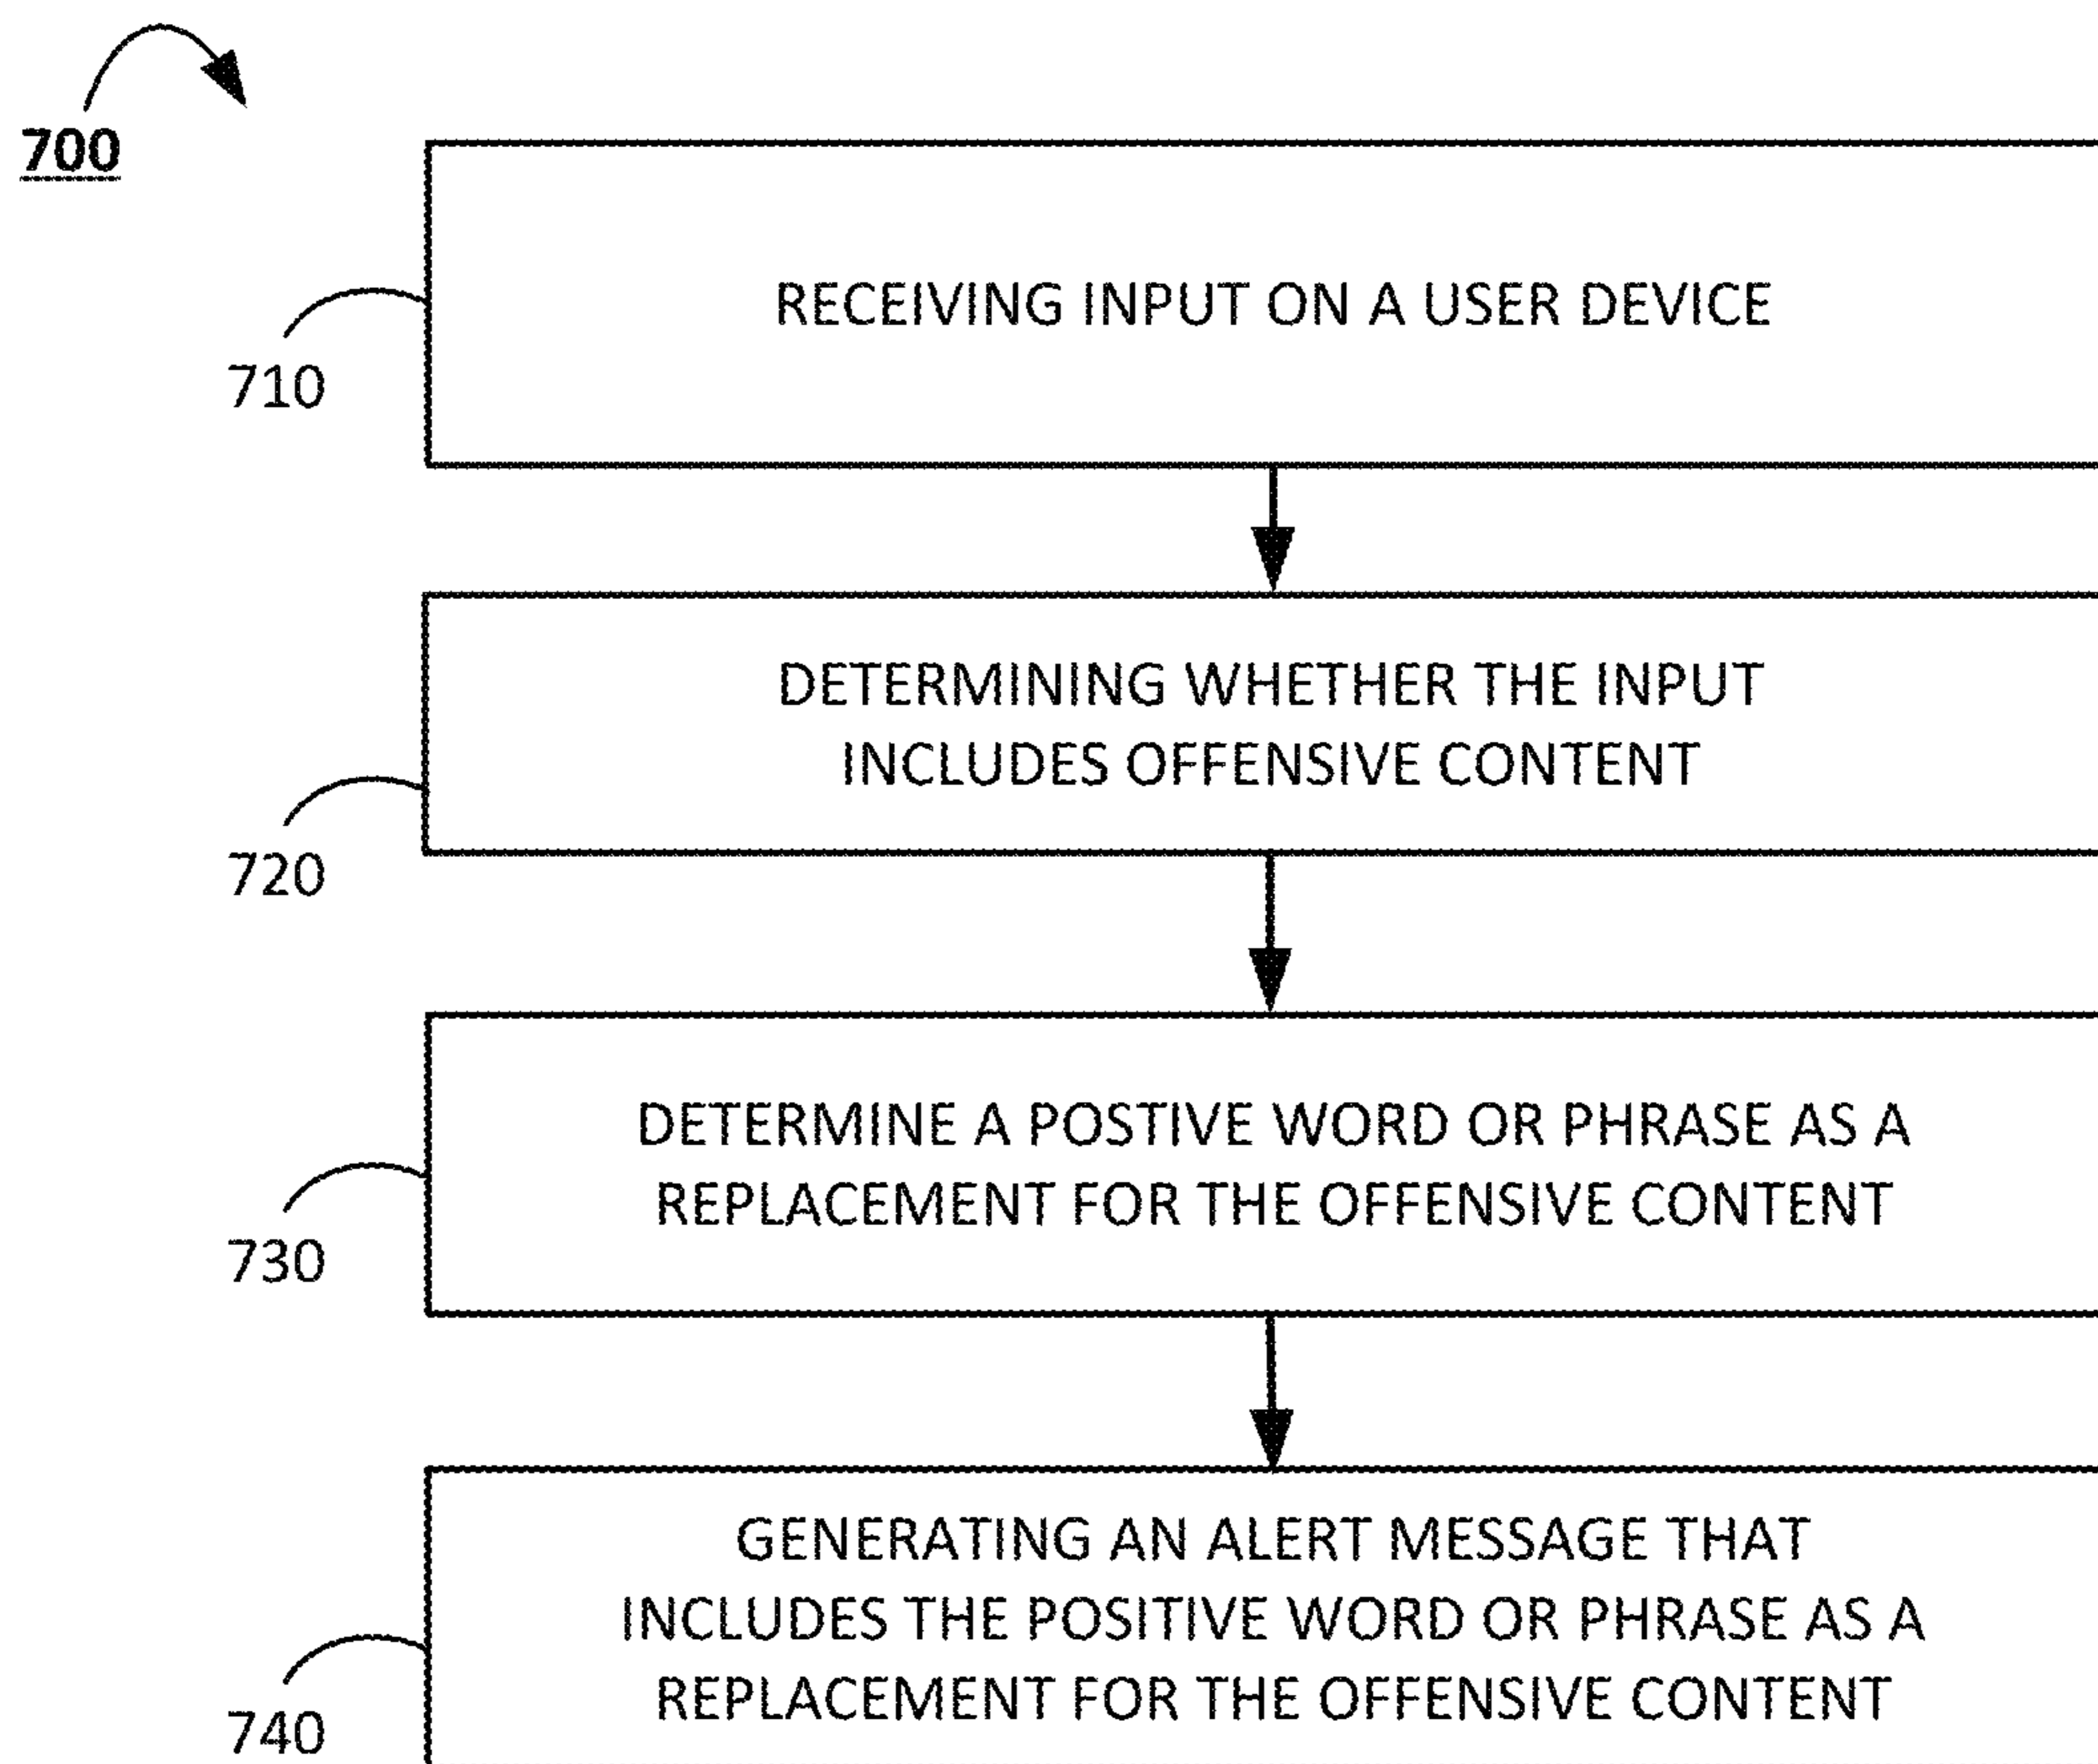 700
RECEIVING INPUT ON A USER DEVICE
710
DETERMINING WHETHER THE INPUT
INCLUDES OFFENSIVE CONTENT
720
DETERMINE A POSTIVE WORD OR PHRASE AS A
REPLACEMENT FOR THE OFFENSIVE CONTENT
730
GENERATING AN ALERT MESSAGE THAT
INCLUDES THE POSITIVE WORD OR PHRASE AS A
REPLACEMENT FOR THE OFFENSIVE CONTENT
740